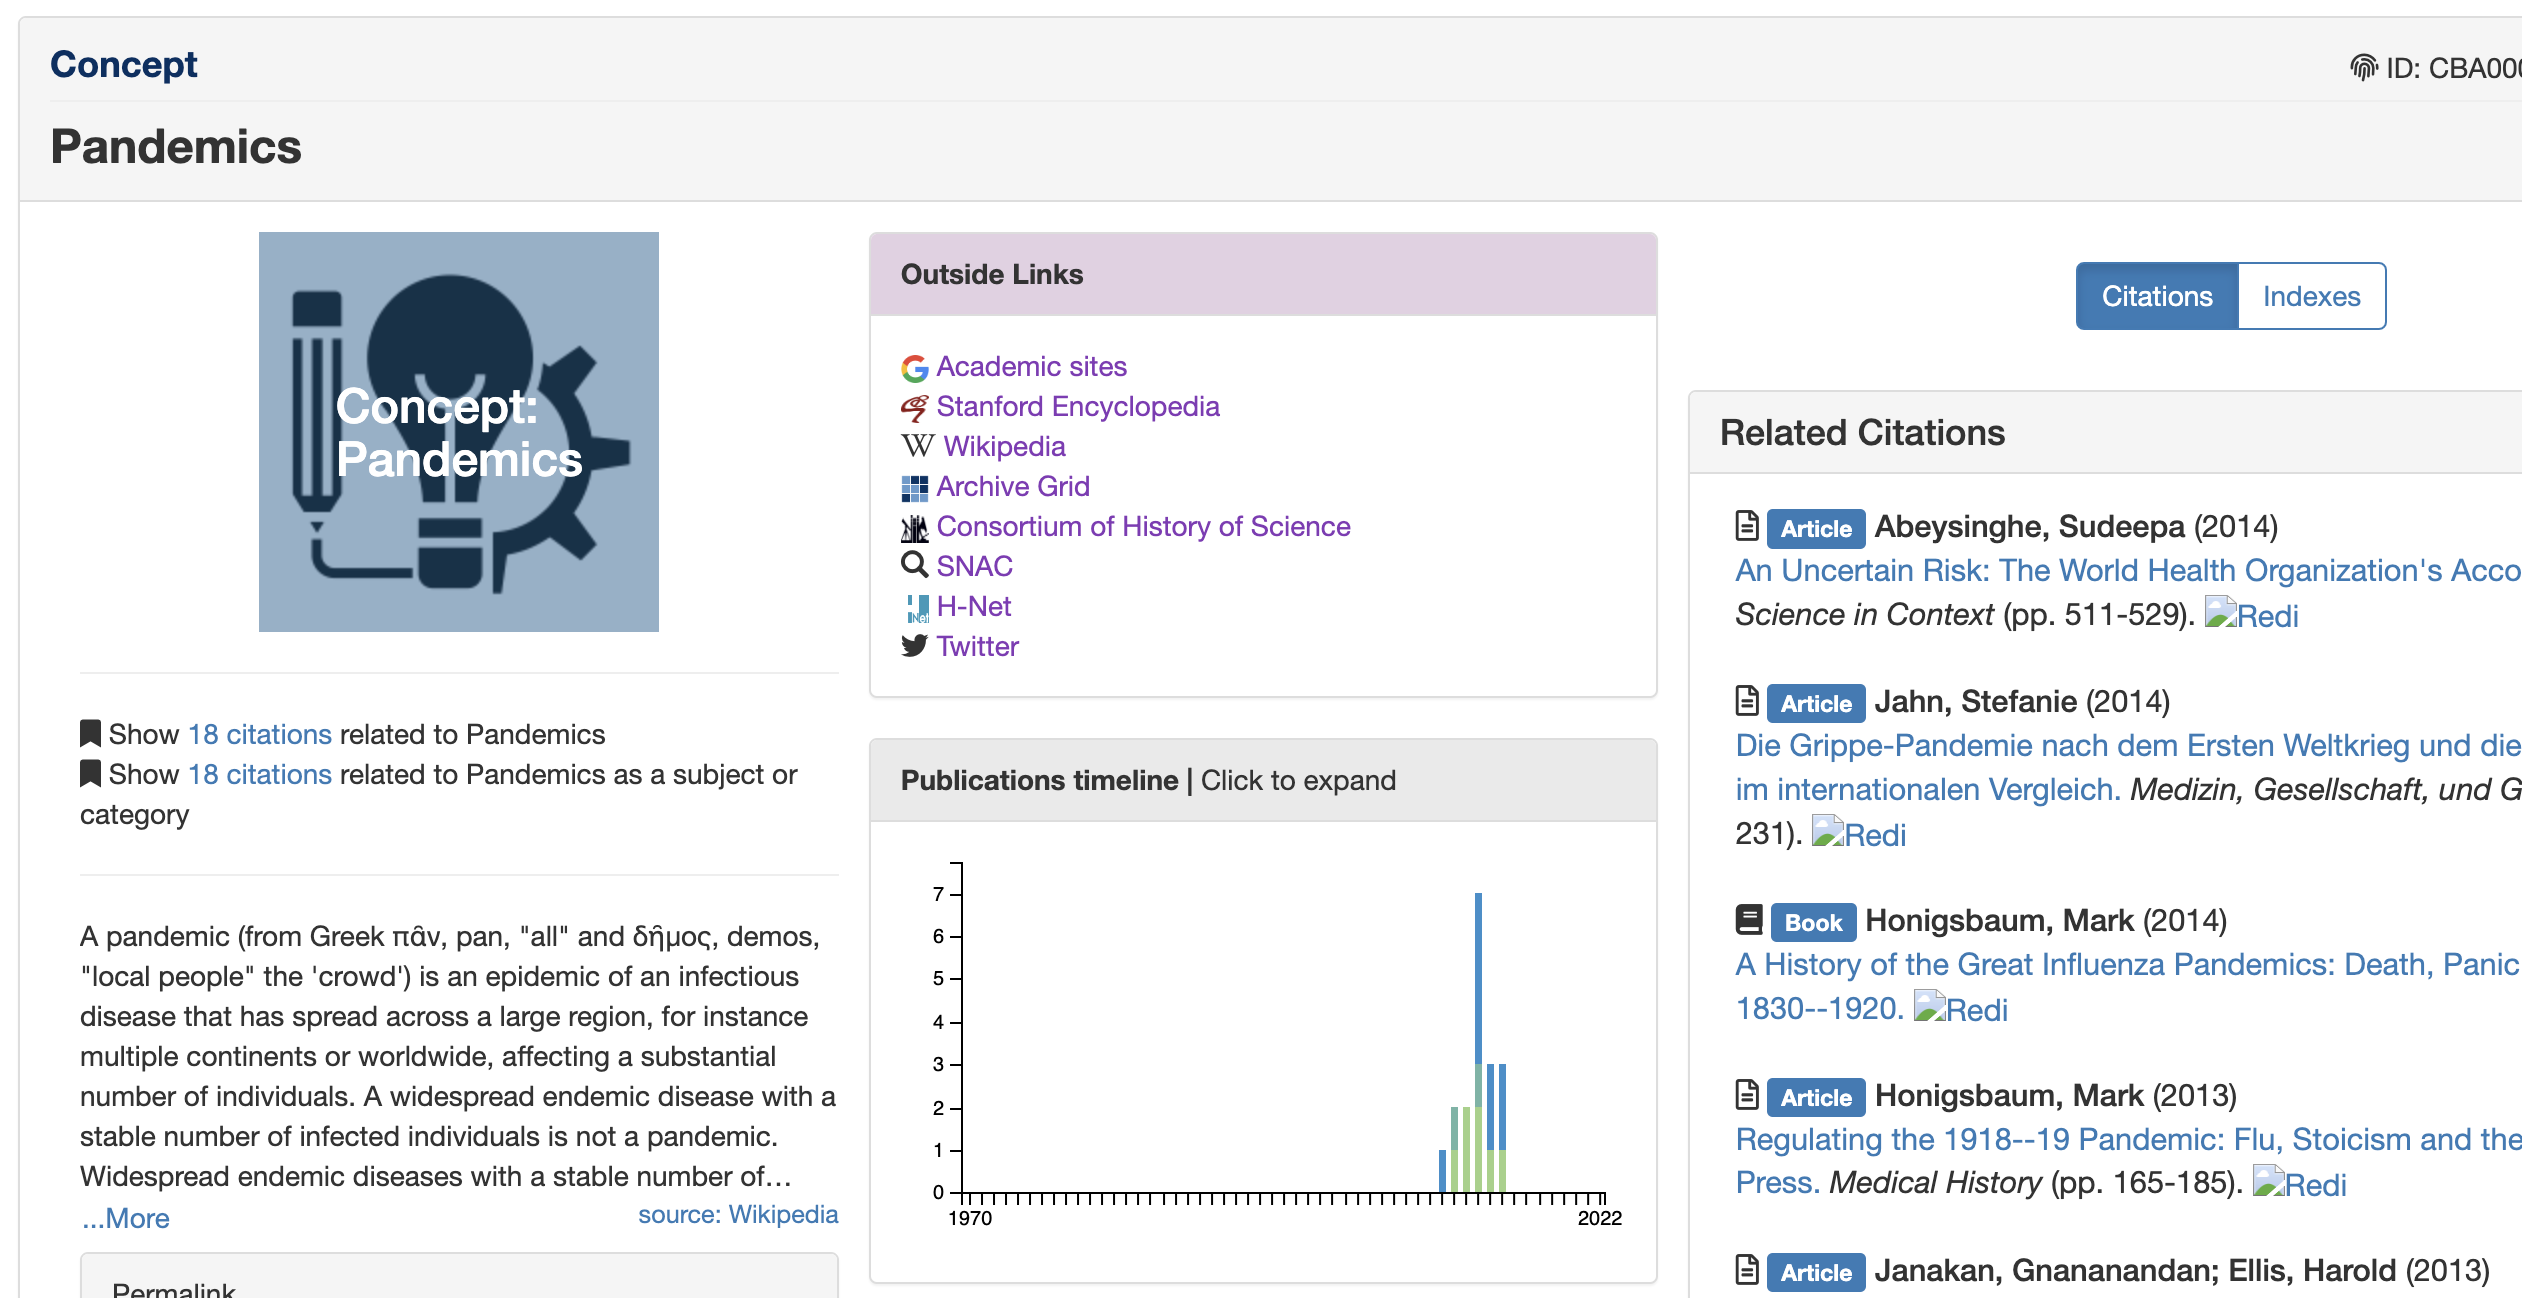 Concept
ID: CBA000
Pandemics
Concept:
Pandemics
Show 18 citations related to Pandemics
Show 18 citations related to Pandemics as a subject or
category
A pandemic (from Greek πᾶν, pan, "all" and δῆμος, demos,
"local people" the 'crowd') is an epidemic of an infectious
disease that has spread across a large region, for instance
multiple continents or worldwide, affecting a substantial
number of individuals. A widespread endemic disease with a
stable number of infected individuals is not a pandemic.
Widespread endemic diseases with a stable number of…
...More
source: Wikipedia
Permalink
Outside Links
Academic sites
Stanford Encyclopedia
W Wikipedia
Archive Grid
Consortium of History of Science
SNAC
H-Net
Twitter
Publications timeline | Click to expand
7
6
5
4
3
2
1
0
1970
2022
Citations
Indexes
Related Citations
Article Abeysinghe, Sudeepa (2014)
An Uncertain Risk: The World Health Organization's Acco
Science in Context (pp. 511-529). Redi
Article Jahn, Stefanie (2014)
Die Grippe-Pandemie nach dem Ersten Weltkrieg und die
im internationalen Vergleich. Medizin, Gesellschaft, und G
231). Redi
Book Honigsbaum, Mark (2014)
A History of the Great Influenza Pandemics: Death, Panic
1830--1920. Redi
Article Honigsbaum, Mark (2013)
Regulating the 1918--19 Pandemic: Flu, Stoicism and the
Press. Medical History (pp. 165-185). Redi
Article Janakan, Gnananandan; Ellis, Harold (2013)